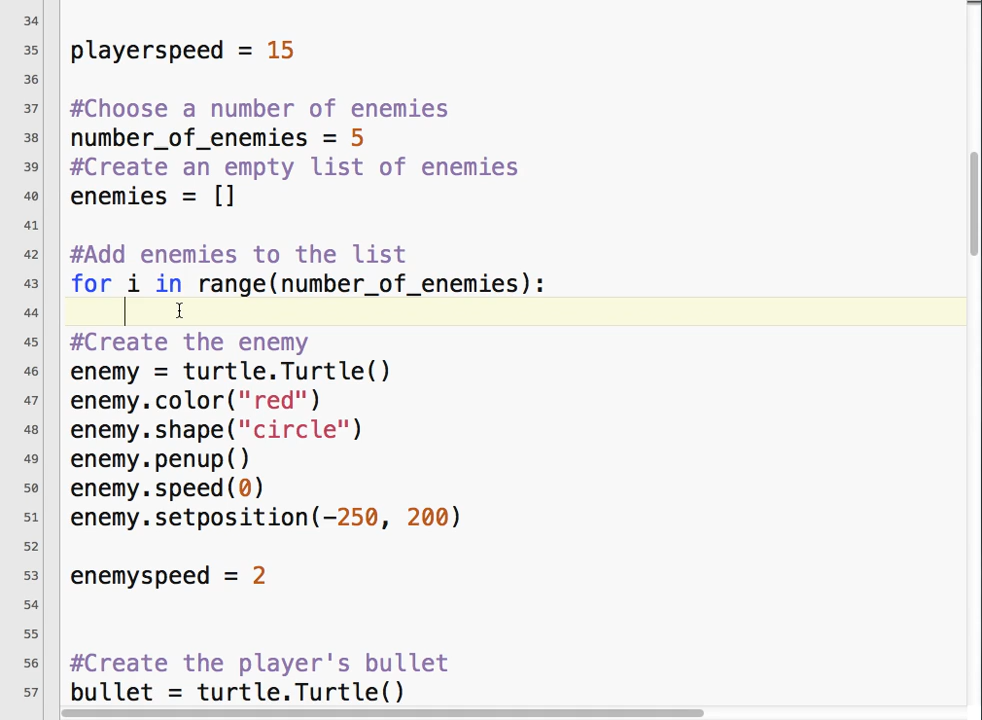 34
35 playerspeed = 15
36
37 #Choose a number of enemies
38 number_of_enemies = 5
39 #Create an empty list of enemies
40 enemies = []
41
42 #Add enemies to the list
43 for i in range(number_of_enemies):
44
45 #Create the enemy
46 enemy = turtle.Turtle()
47 enemy.color("red")
48 enemy.shape("circle")
49 enemy.penup()
50 enemy.speed(0)
51 enemy.setposition(-250, 200)
52
53 enemyspeed = 2
54
55
56 #Create the player's bullet
57 bullet = turtle.Turtle()